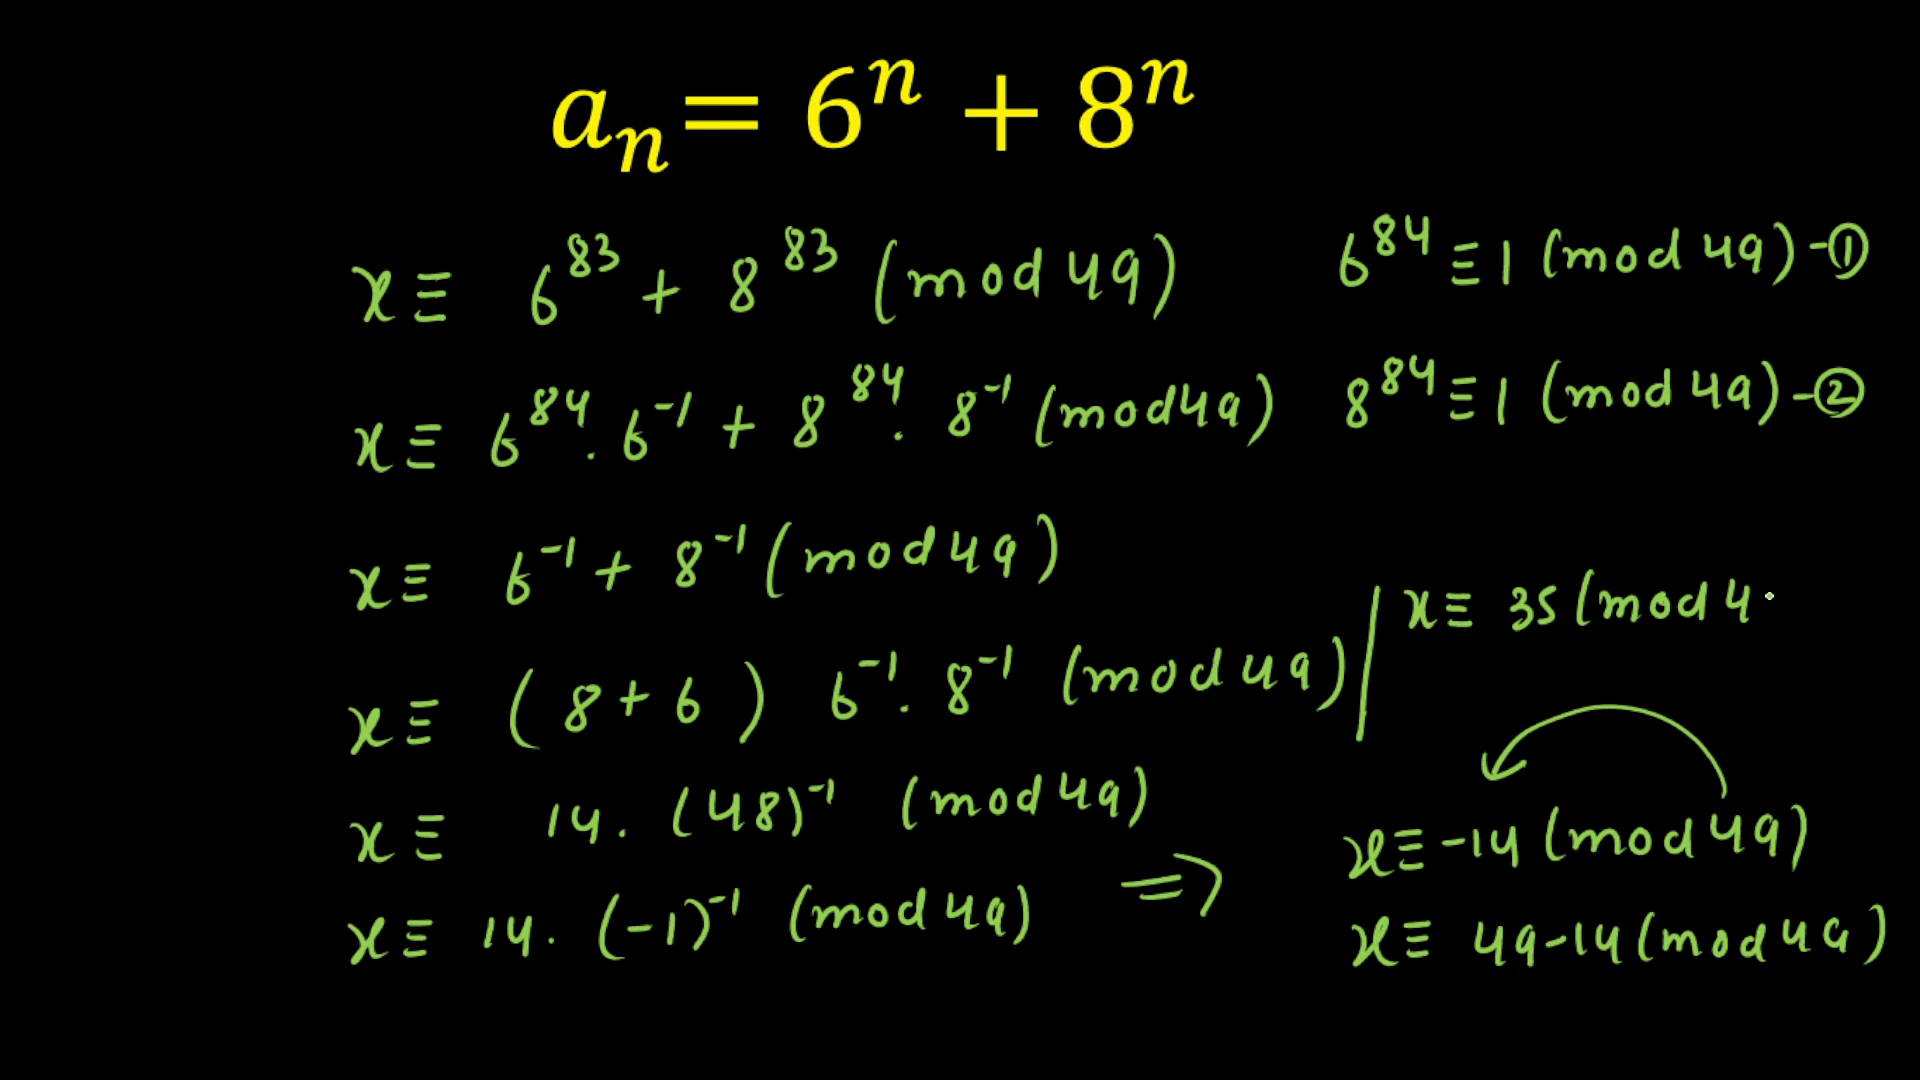 aₙ = 6ⁿ + 8ⁿ
x ≡ 6⁸³ + 8⁸³ (mod 49)
6⁸⁴ ≡ 1 (mod 49) - ①
x ≡ 6⁸⁴ . 6⁻¹ + 8⁸⁴ . 8⁻¹ (mod 49)
8⁸⁴ ≡ 1 (mod 49) - ②
x ≡ 6⁻¹ + 8⁻¹ (mod 49)
x ≡ (8 + 6) 6⁻¹ . 8⁻¹ (mod 49)
x ≡ 14 . (48)⁻¹ (mod 49)
x ≡ 14 . (-1)⁻¹ (mod 49) ⇒
x ≡ -14 (mod 49)
x ≡ 49-14 (mod 49)
x ≡ 35 (mod 4